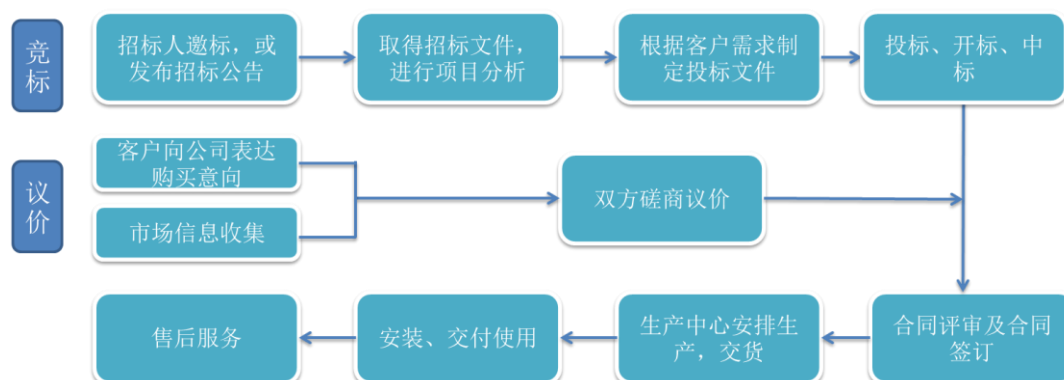 竞
标
招标人邀标，或
发布招标公告
取得招标文件，
进行项目分析
根据客户需求制
定投标文件
投标、开标、中
标
议
价
客户向公司表达
购买意向
市场信息收集
双方磋商议价
售后服务
安装、交付使用
生产中心安排生
产，交货
合同评审及合同
签订